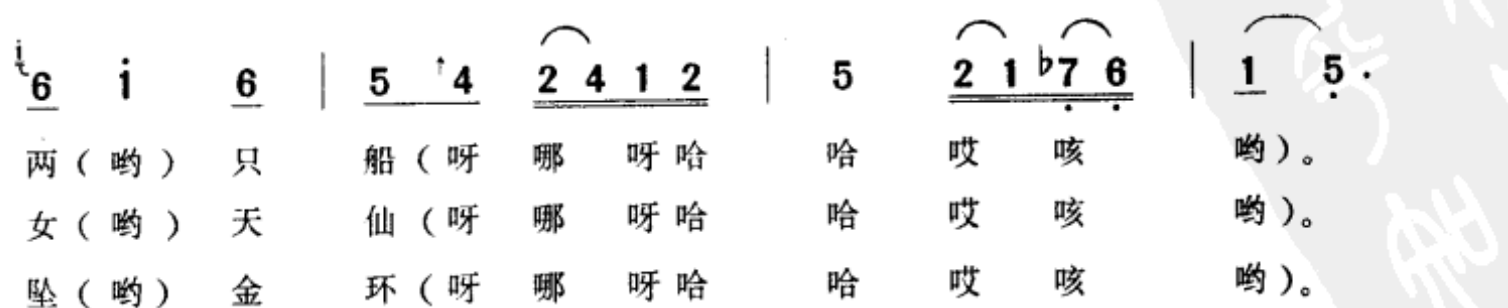 i 6 i 6 | 5 ↑4 2 4 1 2 | 5 2 1 ♭7 6 | 1 5 ·
两（哟） 只 船（呀 哪 呀哈 哈 哎 咳 哟）。
女（哟） 天 仙（呀 哪 呀哈 哈 哎 咳 哟）。
坠（哟） 金 环（呀 哪 呀哈 哈 哎 咳 哟）。